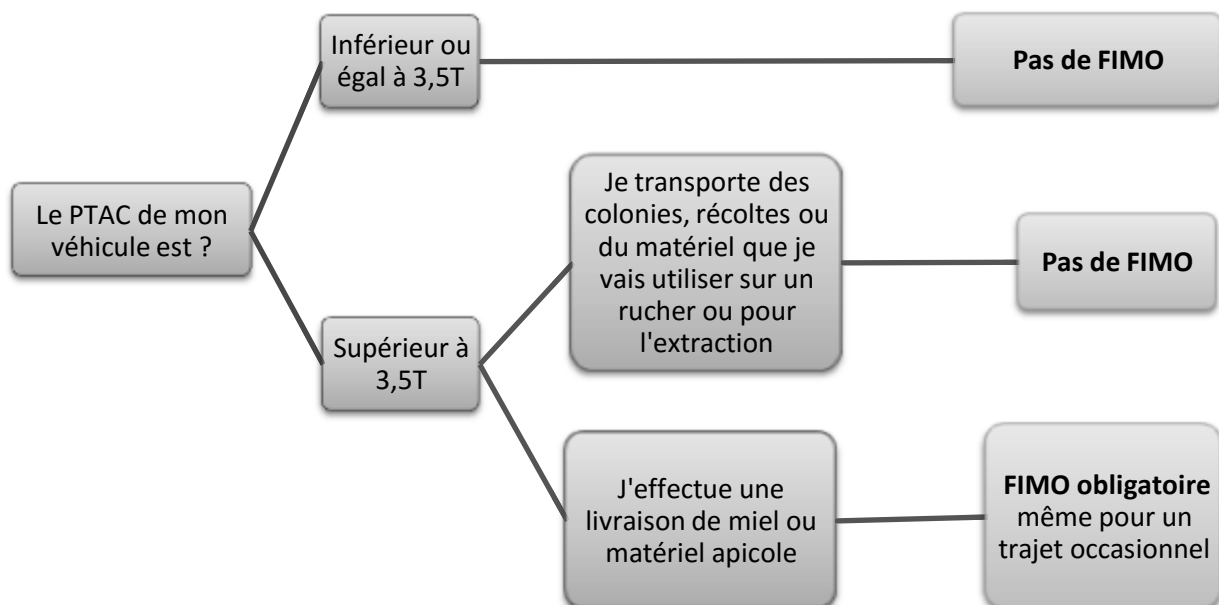 Inférieur ou
égal à 3,5T
Pas de FIMO
Le PTAC de mon
véhicule est ?
Je transporte des
colonies, récoltes ou
du matériel que je
vais utiliser sur un
rucher ou pour
l'extraction
Pas de FIMO
Supérieur à
3,5T
J'effectue une
livraison de miel ou
matériel apicole
FIMO obligatoire
même pour un
trajet occasionnel